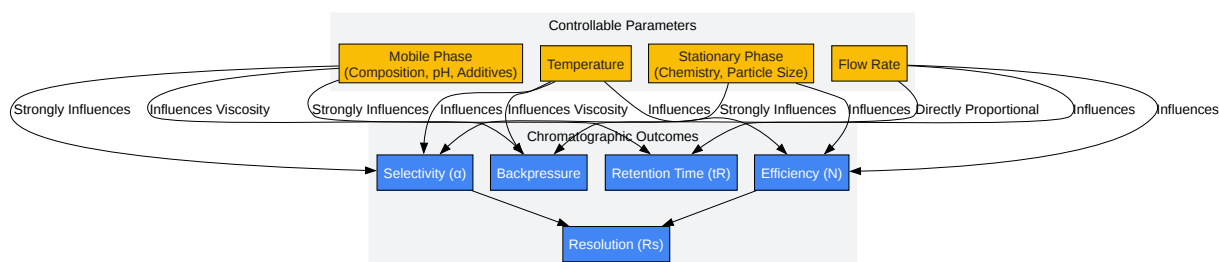 Controllable Parameters
Mobile Phase
(Composition, pH, Additives)
Temperature
Stationary Phase
(Chemistry, Particle Size)
Flow Rate
Strongly Influences
Influences Viscosity
Strongly Influences
Influences
Influences Viscosity
Influences
Strongly Influences
Influences
Directly Proportional
Influences
Influences
Chromatographic Outcomes
Selectivity (α)
Backpressure
Retention Time (tR)
Efficiency (N)
Resolution (Rs)